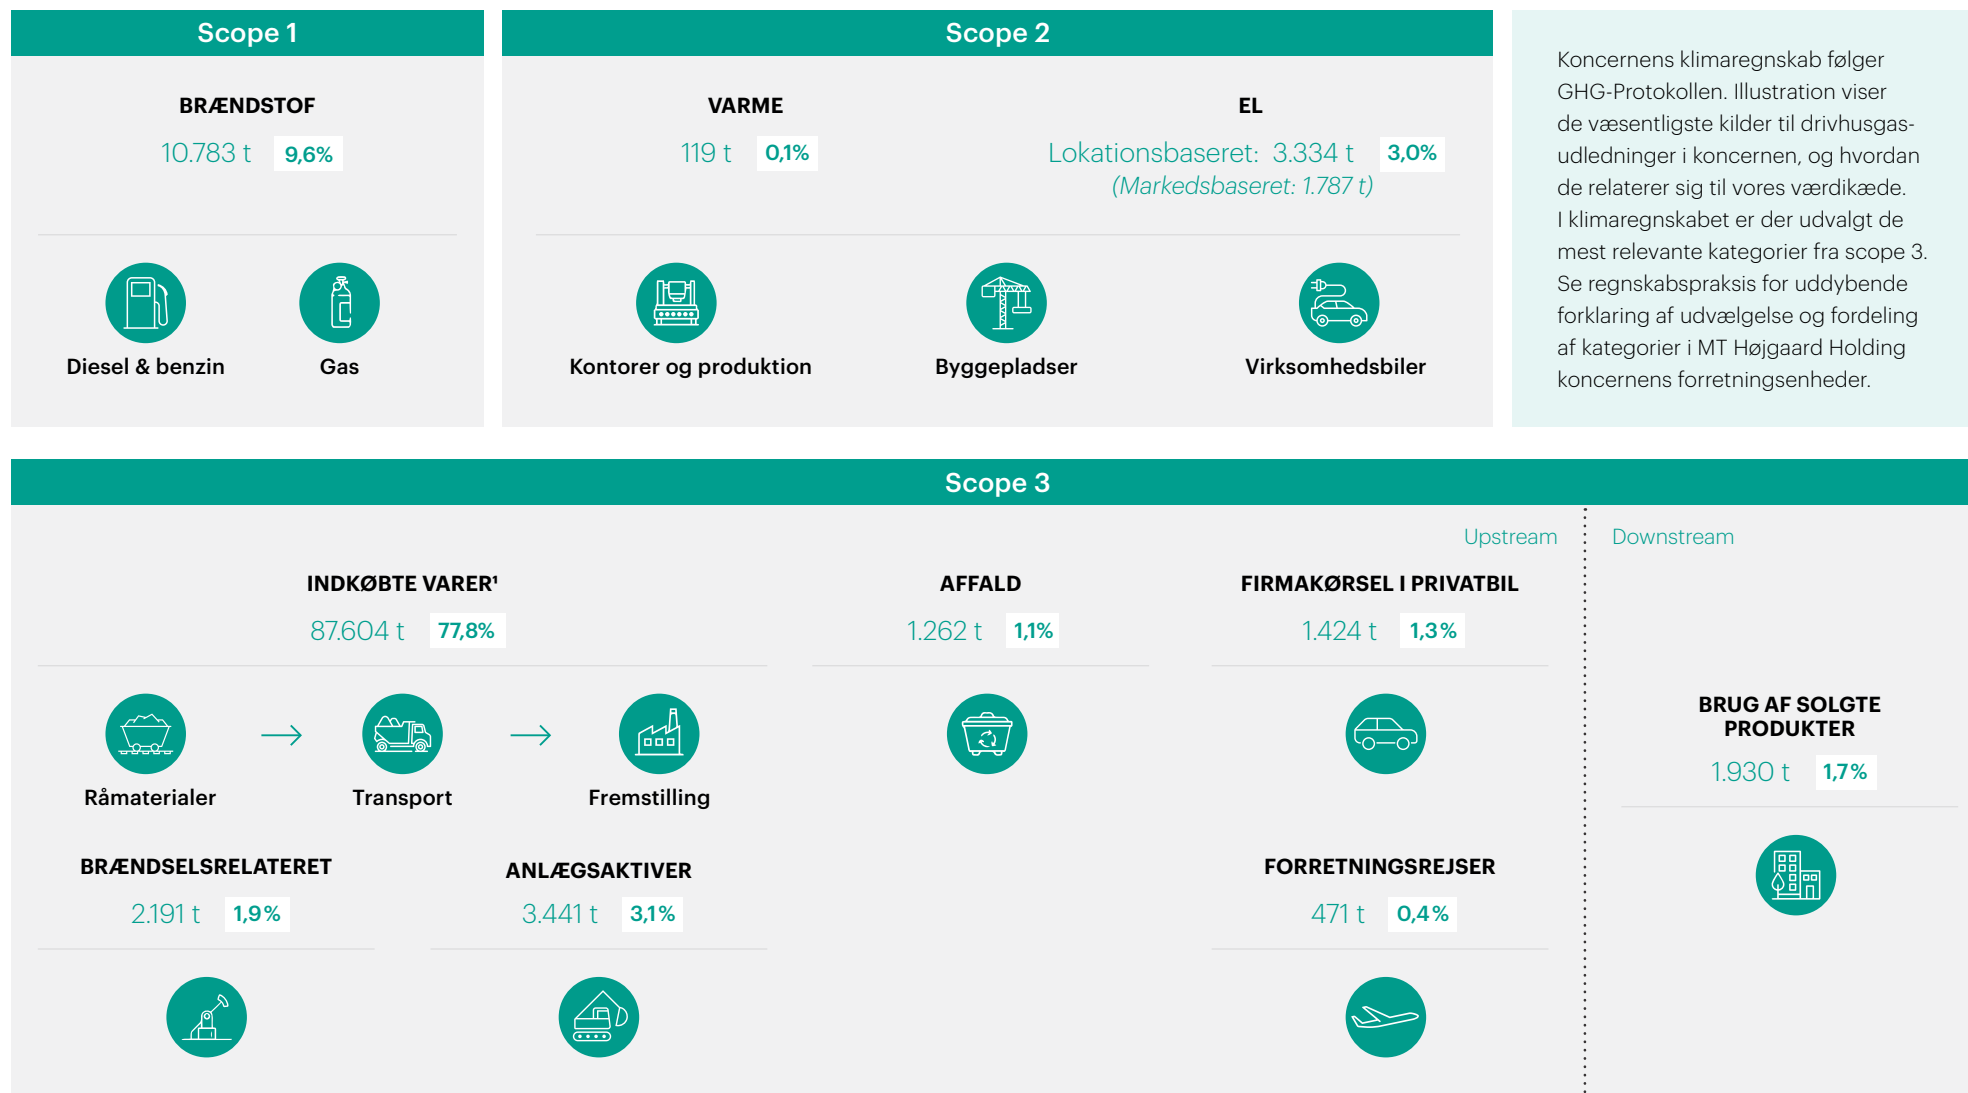 Scope 1
BRÆNDSTOF
10.783 t 9,6%
Diesel & benzin
Gas
Scope 2
VARME
119 t 0,1%
EL
Lokationsbaseret: 3.334 t 3,0%
(Markedsbaseret: 1.787 t)
Kontorer og produktion
Byggepladser
Virksomhedsbiler
Koncernens klimaregnskab følger
GHG-Protokollen. Illustration viser
de væsentligste kilder til drivhusgas-
udledninger i koncernen, og hvordan
de relaterer sig til vores værdikæde.
I klimaregnskabet er der udvalgt de
mest relevante kategorier fra scope 3.
Se regnskabspraksis for uddybende
forklaring af udvælgelse og fordeling
af kategorier i MT Højgaard Holding
koncernens forretningsenheder.
Scope 3
Upstream
Downstream
INDKØBTE VARER¹
87.604 t 77,8%
Råmaterialer
Transport
Fremstilling
AFFALD
1.262 t 1,1%
FIRMAKØRSEL I PRIVATBIL
1.424 t 1,3%
BRÆNDSELSRELATERET
2.191 t 1,9%
ANLÆGSAKTIVER
3.441 t 3,1%
FORRETNINGSREJSER
471 t 0,4%
BRUG AF SOLGTE
PRODUKTER
1.930 t 1,7%